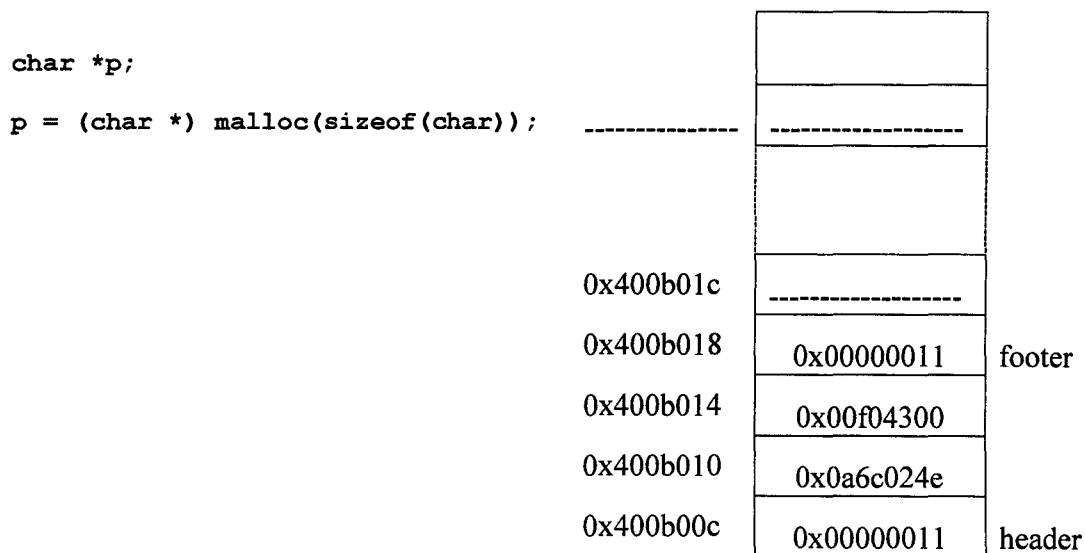 char *p;
p = (char *) malloc(sizeof(char));
0x400b01c
0x400b018 0x00000011 footer
0x400b014 0x00f04300
0x400b010 0x0a6c024e
0x400b00c 0x00000011 header